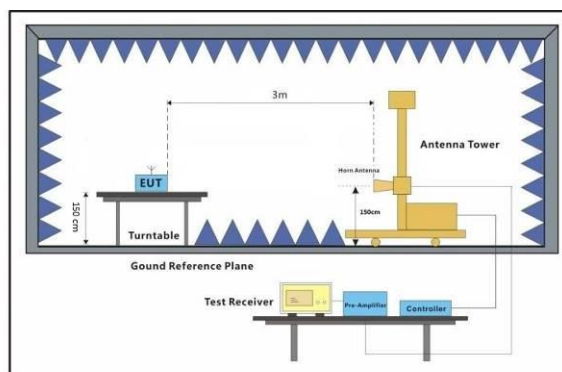 3m
Antenna Tower
Horn Antenna
EUT
150 cm
150cm
Turntable
Gound Reference Plane
Test Receiver
Pre-Amplifier
Controller